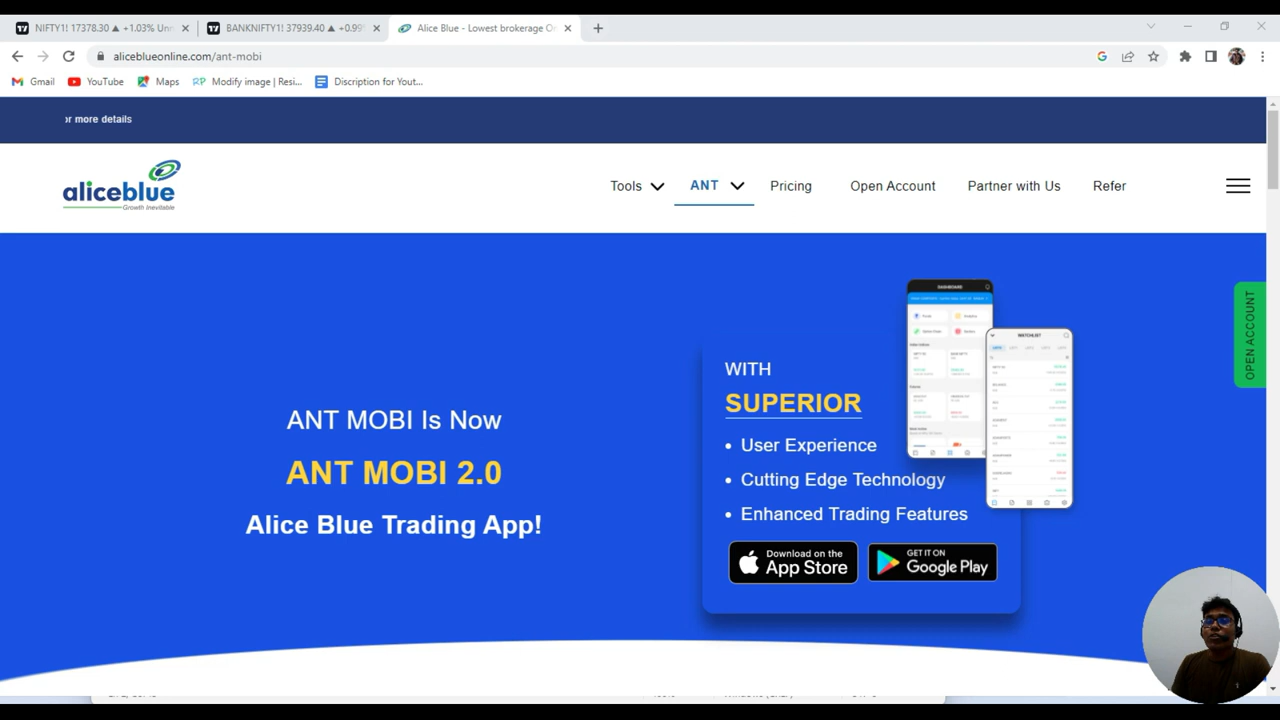 NIFTY1! 17378.30 ▲ +1.03% Unn
BANKNIFTY1! 37939.40 ▲ +0.99%
Alice Blue - Lowest brokerage On
aliceblueonline.com/ant-mobi
Gmail
YouTube
Maps
Modify image | Resi...
Discription for Yout...
or more details
aliceblue
Growth Inevitable
Tools
ANT
Pricing
Open Account
Partner with Us
Refer
OPEN ACCOUNT
ANT MOBI Is Now
ANT MOBI 2.0
Alice Blue Trading App!
WITH
SUPERIOR
• User Experience
• Cutting Edge Technology
• Enhanced Trading Features
Download on the
App Store
GET IT ON
Google Play
DASHBOARD
WATCHLIST